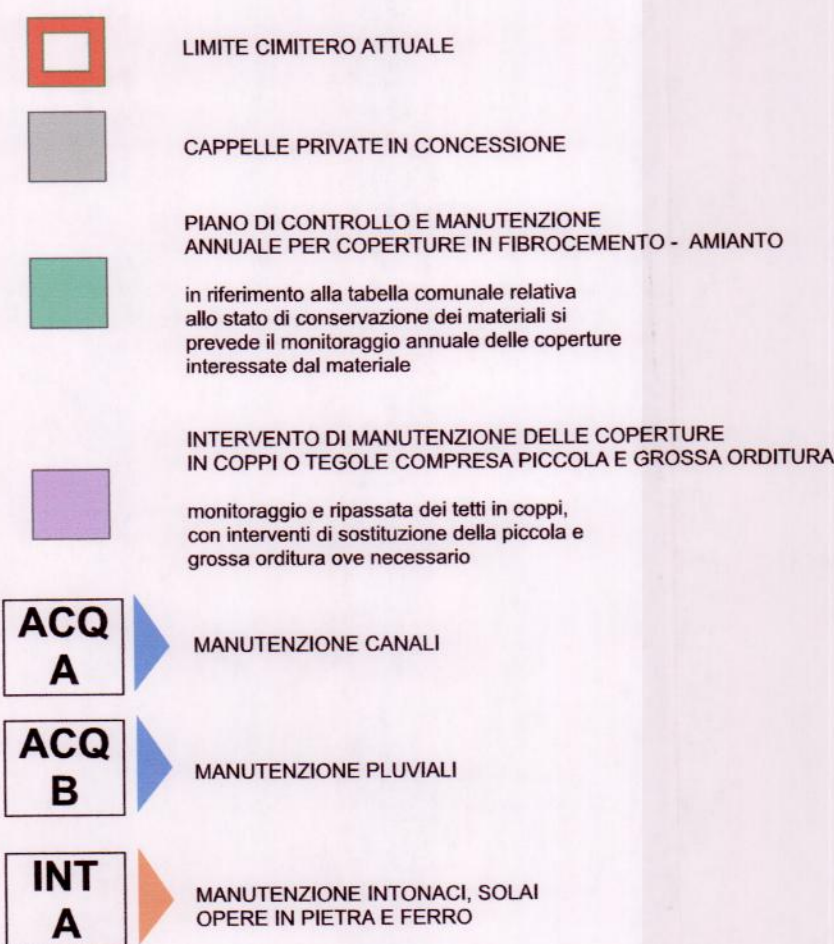 LIMITE CIMITERO ATTUALE
CAPPELLE PRIVATE IN CONCESSIONE
PIANO DI CONTROLLO E MANUTENZIONE
ANNUALE PER COPERTURE IN FIBROCEMENTO - AMIANTO
in riferimento alla tabella comunale relativa
allo stato di conservazione dei materiali si
prevede il monitoraggio annuale delle coperture
interessate dal materiale
INTERVENTO DI MANUTENZIONE DELLE COPERTURE
IN COPPI O TEGOLE COMPRESA PICCOLA E GROSSA ORDITURA
monitoraggio e ripassata dei tetti in coppi,
con interventi di sostituzione della piccola e
grossa orditura ove necessario
ACQ
A
MANUTENZIONE CANALI
ACQ
B
MANUTENZIONE PLUVIALI
INT
A
MANUTENZIONE INTONACI, SOLAI
OPERE IN PIETRA E FERRO